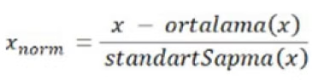 x_norm = (x − ortalama(x)) / standartSapma(x)